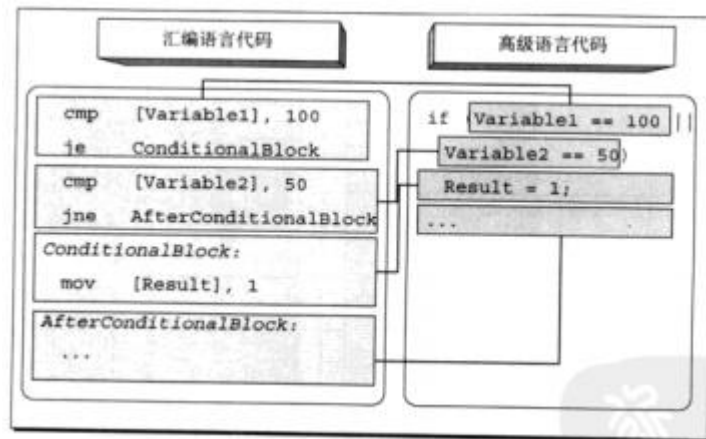 汇编语言代码
高级语言代码
cmp [Variable1], 100
je ConditionalBlock
cmp [Variable2], 50
jne AfterConditionalBlock
ConditionalBlock:
mov [Result], 1
AfterConditionalBlock:
...
if (Variable1 == 100 ||
Variable2 == 50)
Result = 1;
...